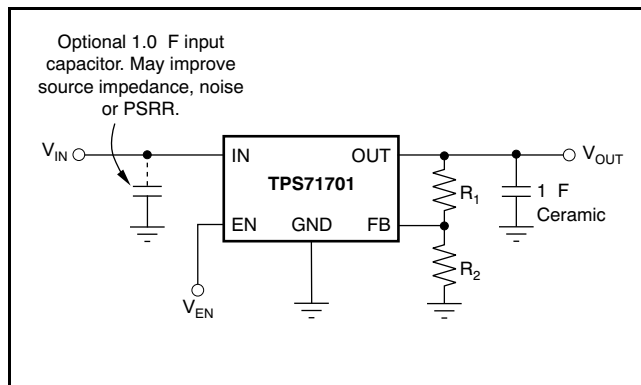 Optional 1.0 F input
capacitor. May improve
source impedance, noise
or PSRR.
V_IN
IN
OUT
V_OUT
TPS71701
R_1
1 F
Ceramic
EN
GND
FB
R_2
V_EN